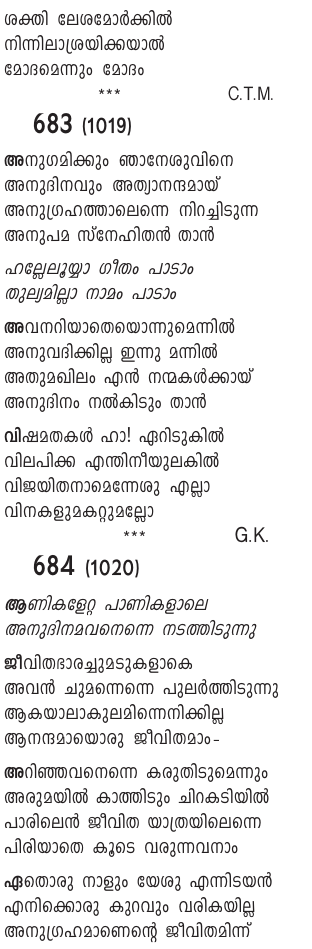 ശക്തി ലേശമോർക്കിൽ
നിന്നിലാശ്രയിക്കയാൽ
മോദമെന്നും മോദം
*** C.T.M.
683 (1019)
അനുഗമിക്കും ഞാനേശുവിനെ
അനുദിനവും അത്യാനന്ദമായ്
അനുഗ്രഹത്താലെന്നെ നിറച്ചിടുന്ന
അനുപമ സ്നേഹിതൻ താൻ
ഹല്ലേലൂയ്യാ ഗീതം പാടാം
തുല്യമില്ലാ നാമം പാടാം
അവനറിയാതെയൊന്നുമെന്നിൽ
അനുവദിക്കില്ല ഇന്നു മന്നിൽ
അതുമഖിലം എൻ നന്മകൾക്കായ്
അനുദിനം നൽകിടും താൻ
വിഷമതകൾ ഹാ! ഏറിടുകിൽ
വിലപിക്ക എന്തിനീയുലകിൽ
വിജയിതനാമെന്നേശു എല്ലാ
വിനകളുമകറ്റുമല്ലോ
*** G.K.
684 (1020)
ആണികളേറ്റ പാണികളാലെ
അനുദിനമവനെന്നെ നടത്തിടുന്നു
ജീവിതഭാരച്ചുമടുകളാകെ
അവൻ ചുമന്നെന്നെ പുലർത്തിടുന്നു
ആകയാലാകുലമിന്നെനിക്കില്ല
ആനന്ദമായൊരു ജീവിതമാം-
അറിഞ്ഞവനെന്നെ കരുതിടുമെന്നും
അരുമയിൽ കാത്തിടും ചിറകടിയിൽ
പാരിലെൻ ജീവിത യാത്രയിലെന്നെ
പിരിയാതെ കൂടെ വരുന്നവനാം
ഏതൊരു നാളും യേശു എന്നിടയൻ
എനിക്കൊരു കുറവും വരികയില്ല
അനുഗ്രഹമാണെന്റെ ജീവിതമിന്ന്